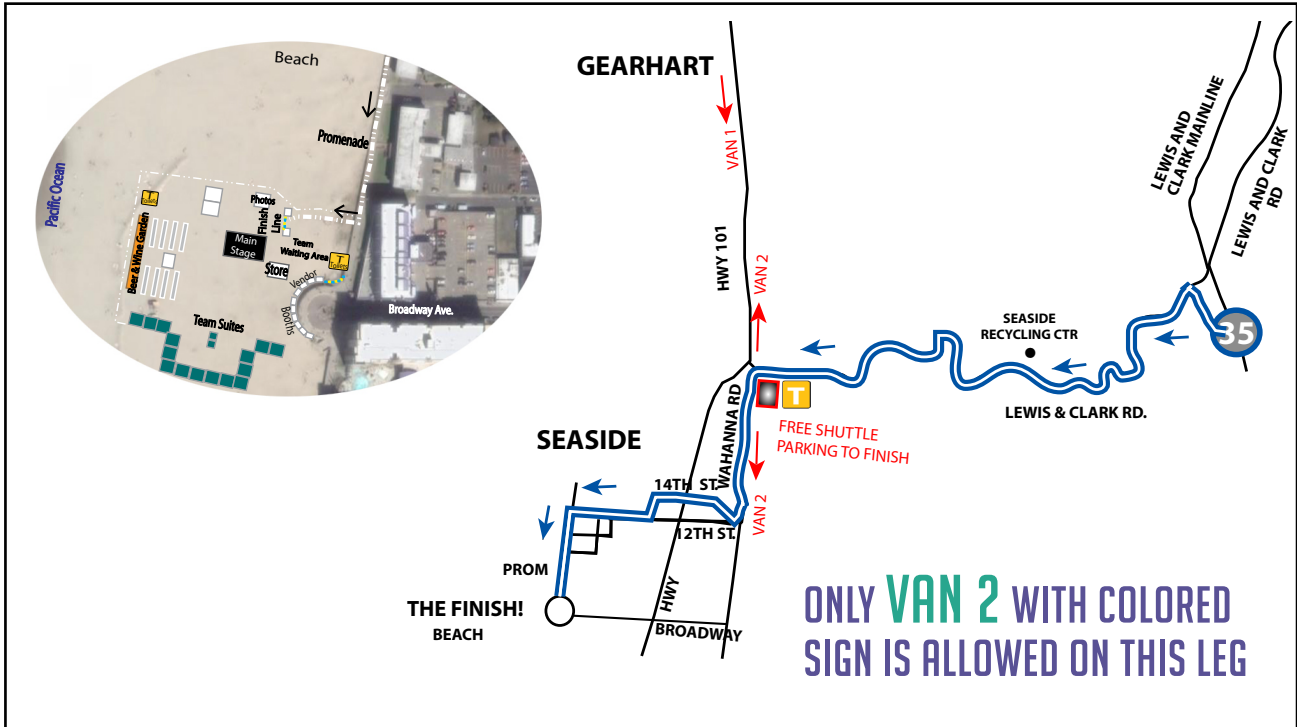 Beach
Promenade
Pacific Ocean
T
Toilets
Photos
Finish
Line
Main
Stage
Team
Waiting Area
T
Toilets
Store
Vendor
Booths
Beer & Wine Garden
Broadway Ave.
Team Suites
GEARHART
VAN 1
HWY 101
VAN 2
LEWIS AND
CLARK MAINLINE
LEWIS AND CLARK
RD
35
SEASIDE
RECYCLING CTR
LEWIS & CLARK RD.
T
FREE SHUTTLE
PARKING TO FINISH
WAHANNA RD
SEASIDE
14TH ST.
12TH ST.
VAN 2
PROM
THE FINISH!
BEACH
HWY
BROADWAY
ONLY VAN 2 WITH COLORED
SIGN IS ALLOWED ON THIS LEG